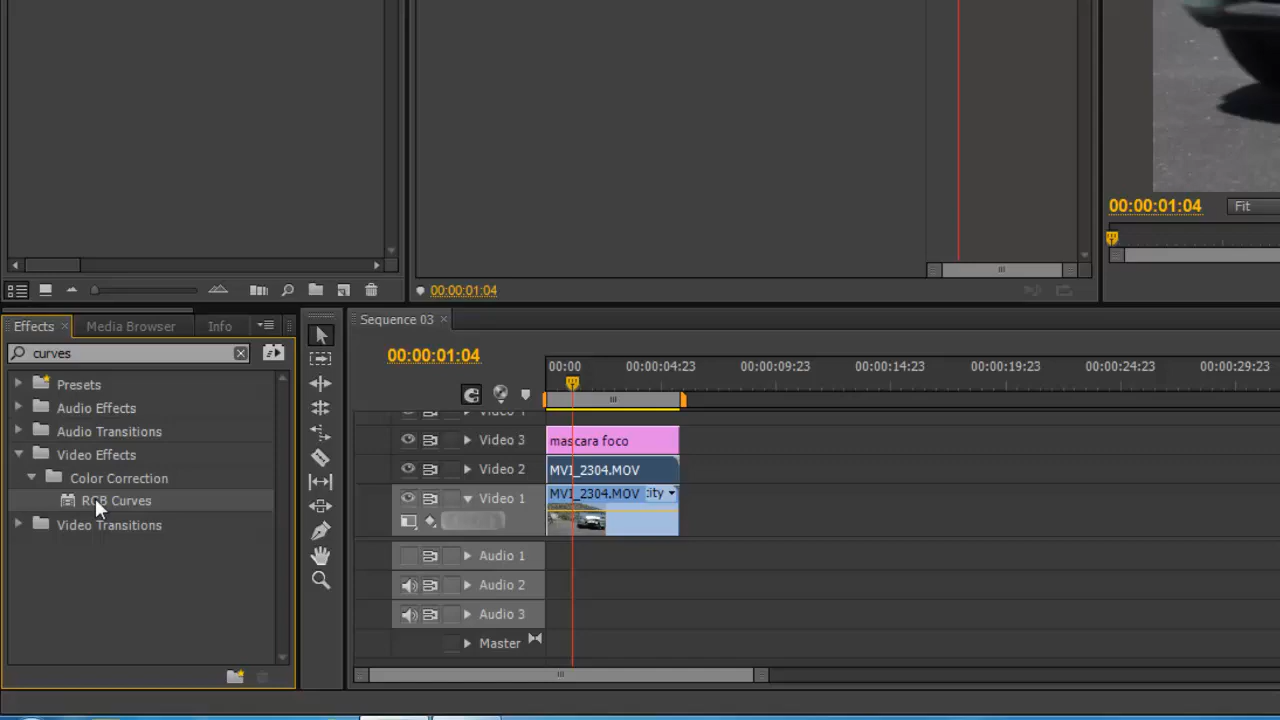 00:00:01:04
Fit
00:00:01:04
Effects
Media Browser
Info
Sequence 03
curves
00:00:01:04
00:00
00:00:04:23
00:00:09:23
00:00:14:23
00:00:19:23
00:00:24:23
00:00:29:23
Presets
Audio Effects
Audio Transitions
Video Effects
Color Correction
RGB Curves
Video Transitions
Video 3
mascara foco
Video 2
MVI_2304.MOV
Video 1
MVI_2304.MOV :ity
Audio 1
Audio 2
Audio 3
Master